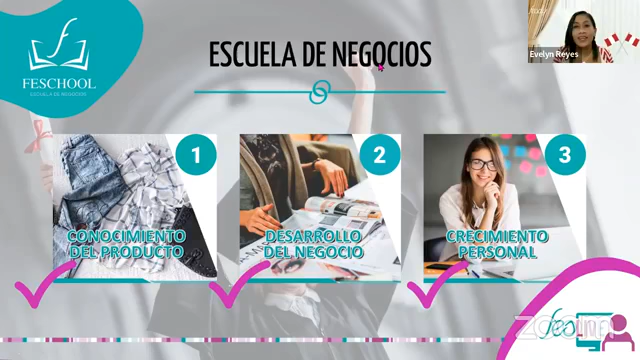 FESCHOOL
ESCUELA DE NEGOCIOS
ESCUELA DE NEGOCIOS
Evelyn Reyes
1
2
3
CONOCIMIENTO
DEL PRODUCTO
DESARROLLO
DEL NEGOCIO
CRECIMIENTO
PERSONAL
zoom